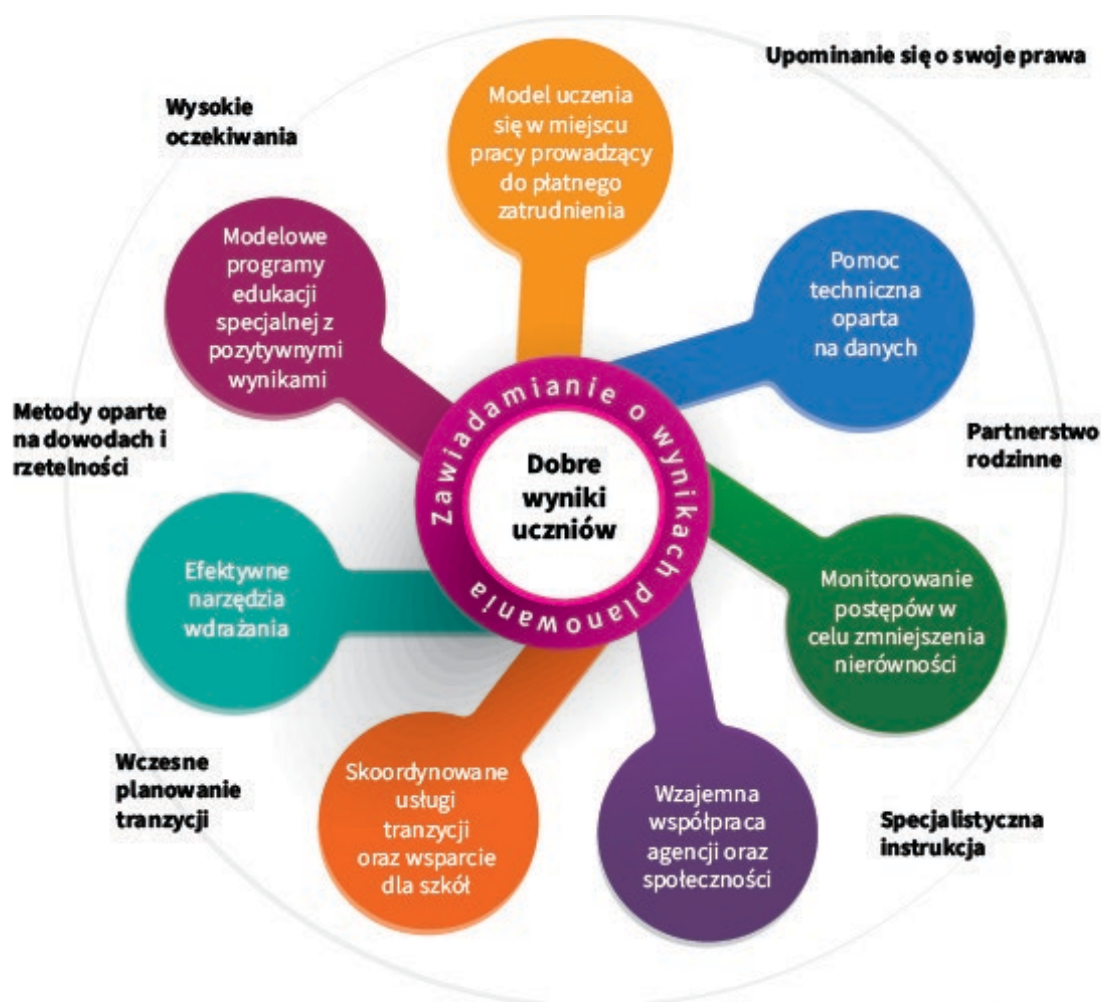 Upominanie się o swoje prawa
Wysokie
oczekiwania
Model uczenia
się w miejscu
pracy prowadzący
do płatnego
zatrudnienia
Modelowe
programy
edukacji
specjalnej z
pozytywnymi
wynikami
Pomoc
techniczna
oparta
na danych
Metody oparte
na dowodach i
rzetelności
Zawiadamianie o wynikach planowania
Dobre
wyniki
uczniów
Partnerstwo
rodzinne
Efektywne
narzędzia
wdrażania
Monitorowanie
postępów w
celu zmniejszenia
nierówności
Wczesne
planowanie
tranzycji
Skoordynowane
usługi
tranzycji
oraz wsparcie
dla szkół
Wzajemna
współpraca
agencji oraz
społeczności
Specjalistyczna
instrukcja